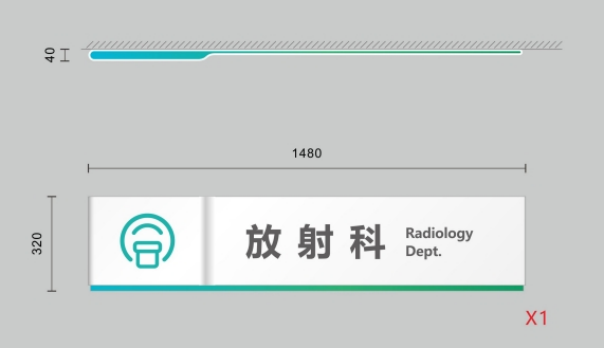 40
1480
320
放射科
Radiology
Dept.
X1